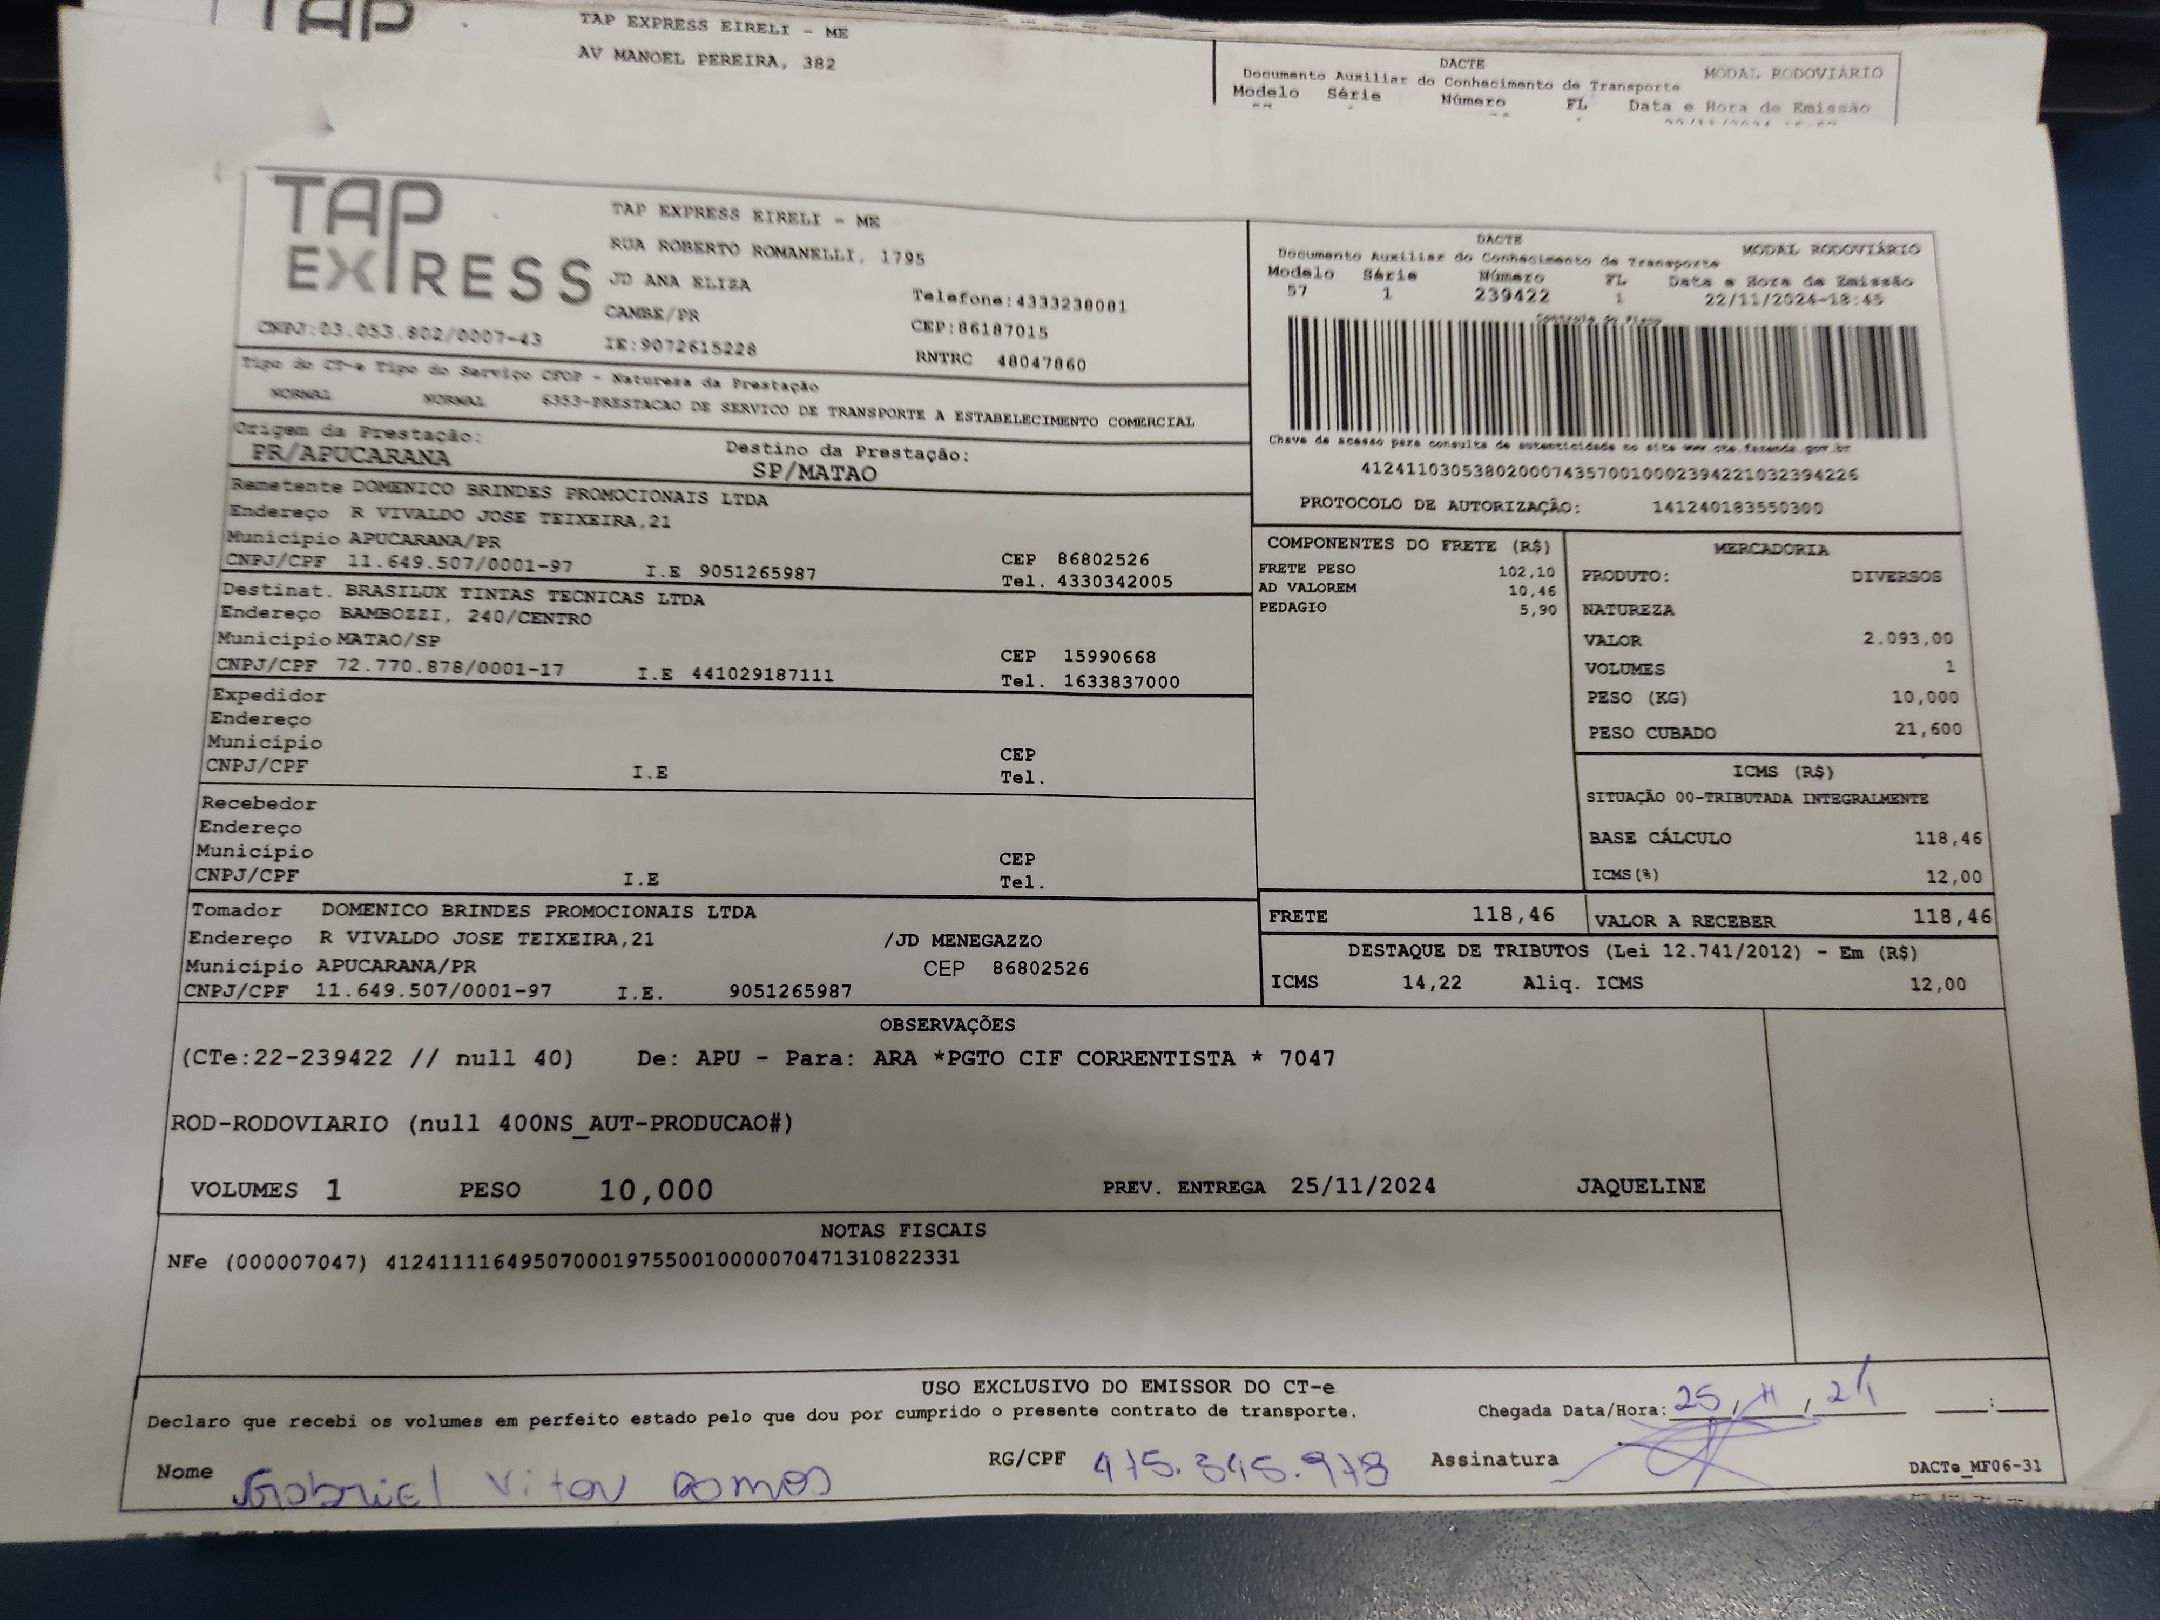 TAP
TAP EXPRESS EIRELI - ME
AV MANOEL PEREIRA, 382
DACTE
Documento Auxiliar do Conhecimento de Transporte
MODAL RODOVIÁRIO
Modelo Série Número FL Data e Hora de Emissão
TAP EXPRESS
TAP EXPRESS EIRELI - ME
RUA ROBERTO ROMANELLI, 1795
JD ANA ELIZA
Telefone:4333238081
CAMBE/PR
CEP:86187015
CNPJ:03.053.802/0007-43
IE:9072615228
RNTRC 48047860
DACTE
Documento Auxiliar do Conhecimento de Transporte
MODAL RODOVIÁRIO
Modelo Série Número FL Data e Hora de Emissão
57 1 239422 1 22/11/2024-18:45
Controle do Fisco
Chave de acesso para consulta de autenticidade no site www.cte.fazenda.gov.br
41241103053802000743570010002394221032394226
PROTOCOLO DE AUTORIZAÇÃO: 141240183550300
Tipo do CT-e Tipo do Serviço CFOP - Natureza da Prestação
NORMAL NORMAL 6353-PRESTACAO DE SERVICO DE TRANSPORTE A ESTABELECIMENTO COMERCIAL
Origem da Prestação: Destino da Prestação:
PR/APUCARANA SP/MATAO
Remetente DOMENICO BRINDES PROMOCIONAIS LTDA
Endereço R VIVALDO JOSE TEIXEIRA,21
Município APUCARANA/PR CEP 86802526
CNPJ/CPF 11.649.507/0001-97 I.E 9051265987 Tel. 4330342005
Destinat. BRASILUX TINTAS TECNICAS LTDA
Endereço BAMBOZZI, 240/CENTRO
Município MATAO/SP CEP 15990668
CNPJ/CPF 72.770.878/0001-17 I.E 441029187111 Tel. 1633837000
Expedidor
Endereço
Município CEP
CNPJ/CPF I.E Tel.
Recebedor
Endereço
Município CEP
CNPJ/CPF I.E Tel.
Tomador DOMENICO BRINDES PROMOCIONAIS LTDA
Endereço R VIVALDO JOSE TEIXEIRA,21 /JD MENEGAZZO
Município APUCARANA/PR CEP 86802526
CNPJ/CPF 11.649.507/0001-97 I.E. 9051265987
COMPONENTES DO FRETE (R$)
FRETE PESO 102,10
AD VALOREM 10,46
PEDAGIO 5,90
MERCADORIA
PRODUTO: DIVERSOS
NATUREZA
VALOR 2.093,00
VOLUMES 1
PESO (KG) 10,000
PESO CUBADO 21,600
ICMS (R$)
SITUAÇÃO 00-TRIBUTADA INTEGRALMENTE
BASE CÁLCULO 118,46
ICMS(%) 12,00
FRETE 118,46 VALOR A RECEBER 118,46
DESTAQUE DE TRIBUTOS (Lei 12.741/2012) - Em (R$)
ICMS 14,22 Aliq. ICMS 12,00
OBSERVAÇÕES
(CTe:22-239422 // null 40) De: APU - Para: ARA *PGTO CIF CORRENTISTA * 7047
ROD-RODOVIARIO (null 400NS_AUT-PRODUCAO#)
VOLUMES 1 PESO 10,000 PREV. ENTREGA 25/11/2024 JAQUELINE
NOTAS FISCAIS
NFe (000007047) 41241111649507000197550010000070471310822331
USO EXCLUSIVO DO EMISSOR DO CT-e
Declaro que recebi os volumes em perfeito estado pelo que dou por cumprido o presente contrato de transporte.
Chegada Data/Hora: 25/11/24 __:__
Nome Gabriel Vitor Ramos RG/CPF 475.345.978 Assinatura
DACTe_MF06-31